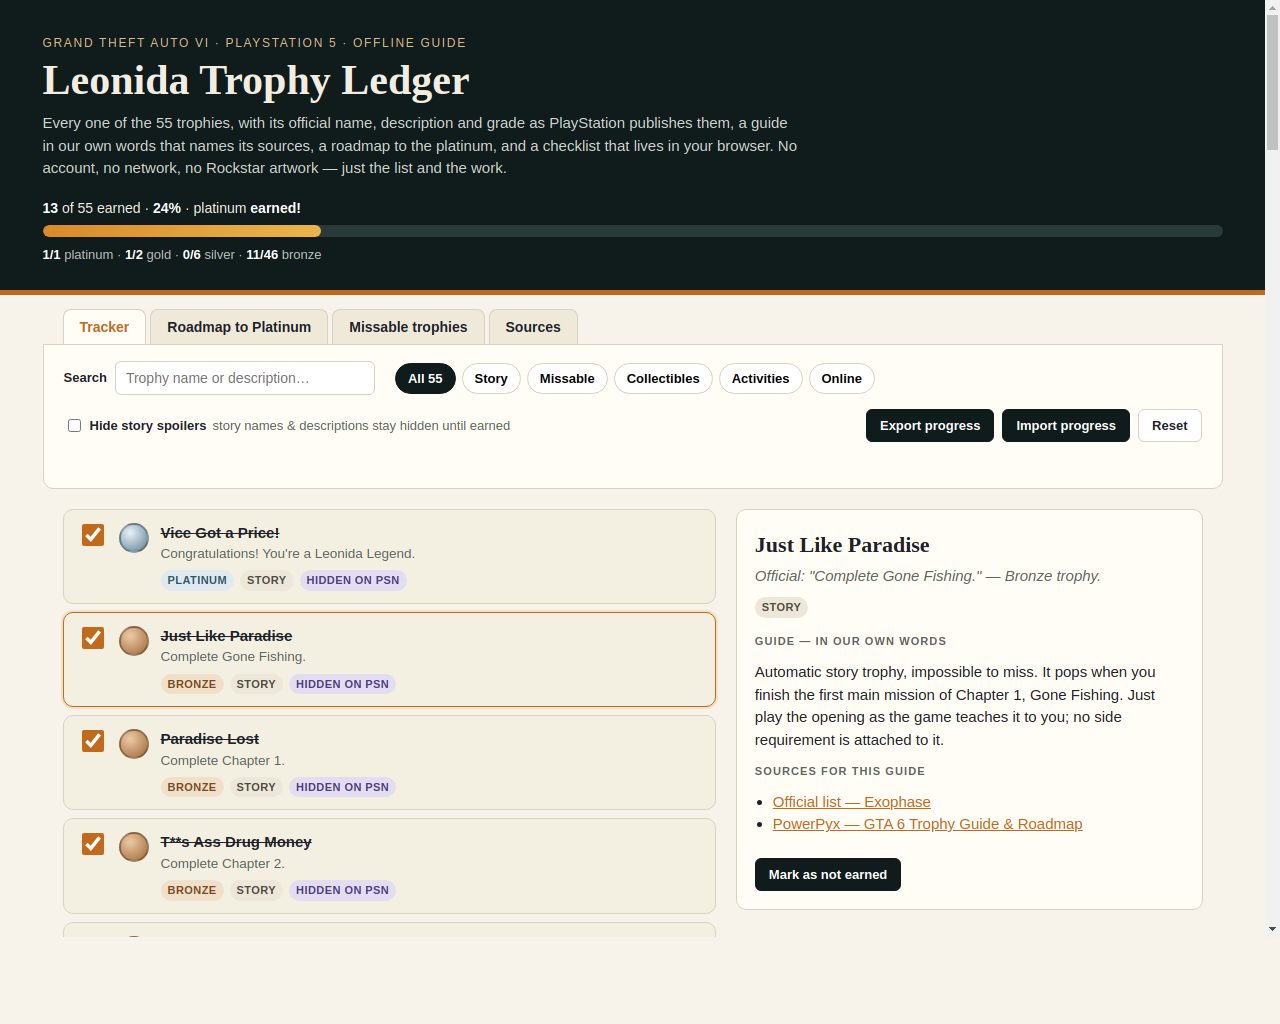 GRAND THEFT AUTO VI · PLAYSTATION 5 · OFFLINE GUIDE
Leonida Trophy Ledger
Every one of the 55 trophies, with its official name, description and grade as PlayStation publishes them, a guide
in our own words that names its sources, a roadmap to the platinum, and a checklist that lives in your browser. No
account, no network, no Rockstar artwork — just the list and the work.
13 of 55 earned · 24% · platinum earned!
1/1 platinum · 1/2 gold · 0/6 silver · 11/46 bronze
Tracker Roadmap to Platinum Missable trophies Sources
Search Trophy name or description… All 55 Story Missable Collectibles Activities Online
Hide story spoilers story names & descriptions stay hidden until earned Export progress Import progress Reset
Vice Got a Price!
Congratulations! You're a Leonida Legend.
PLATINUM STORY HIDDEN ON PSN
Just Like Paradise
Complete Gone Fishing.
BRONZE STORY HIDDEN ON PSN
Paradise Lost
Complete Chapter 1.
BRONZE STORY HIDDEN ON PSN
T**s Ass Drug Money
Complete Chapter 2.
BRONZE STORY HIDDEN ON PSN
Just Like Paradise
Official: "Complete Gone Fishing." — Bronze trophy.
STORY
GUIDE — IN OUR OWN WORDS
Automatic story trophy, impossible to miss. It pops when you
finish the first main mission of Chapter 1, Gone Fishing. Just
play the opening as the game teaches it to you; no side
requirement is attached to it.
SOURCES FOR THIS GUIDE
Official list — Exophase
PowerPyx — GTA 6 Trophy Guide & Roadmap
Mark as not earned